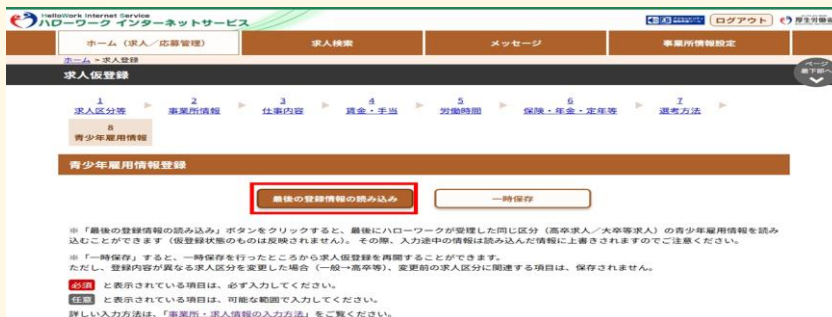 HelloWork Internet Service
ハローワーク インターネットサービス
ログアウト
厚生労働省
ホーム(求人/応募管理)
求人検索
メッセージ
事業所情報設定
ホーム > 求人登録
ページ
最下部へ
求人仮登録
1 2 3 4 5 6 7
求人区分等 事業所情報 仕事内容 賃金・手当 労働時間 保険・年金・定年等 選考方法
8
青少年雇用情報
青少年雇用情報登録
最後の登録情報の読み込み
一時保存
※「最後の登録情報の読み込み」ボタンをクリックすると、最後にハローワークが受理した同じ区分(高卒求人/大卒等求人)の青少年雇用情報を読み
込むことができます(仮登録状態のものは反映されません)。その際、入力途中の情報は読み込んだ情報に上書きされますのでご注意ください。
※「一時保存」すると、一時保存を行ったところから求人仮登録を再開することができます。
ただし、登録内容が異なる求人区分を変更した場合(一般→高卒等)、変更前の求人区分に関連する項目は、保存されません。
必須 と表示されている項目は、必ず入力してください。
任意 と表示されている項目は、可能な範囲で入力してください。
詳しい入力方法は、「事業所・求人情報の入力方法」をご覧ください。